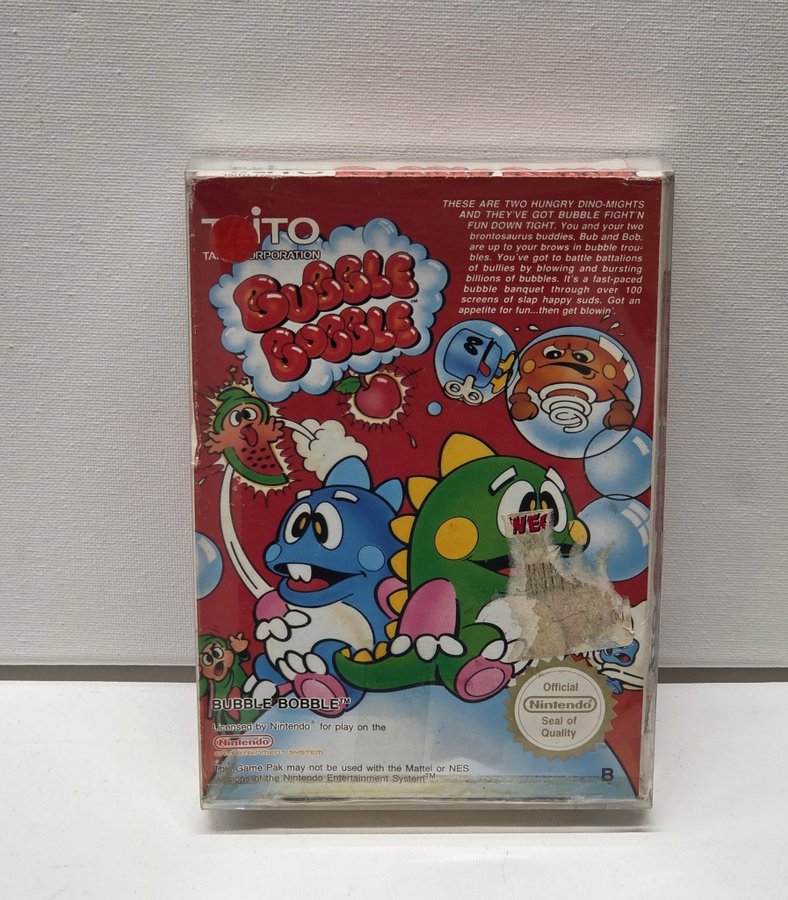 TAITO
TAI CORPORATION
BUBBLE
BOBBLE™
THESE ARE TWO HUNGRY DINO-MIGHTS
AND THEY'VE GOT BUBBLE FIGHT'N
FUN DOWN TIGHT. You and your two
brontosaurus buddies, Bub and Bob,
are up to your brows in bubble trou-
bles. You've got to battle battalions
of bullies by blowing and bursting
billions of bubbles. It's a fast-paced
bubble banquet through over 100
screens of slap happy suds. Got an
appetite for fun...then get blowin'.
NES
BUBBLE BOBBLE™
Licensed by Nintendo® for play on the
Nintendo
ENTERTAINMENT SYSTEM™
This Game Pak may not be used with the Mattel or NES
versions of the Nintendo Entertainment System™
Official
Nintendo
Seal of
Quality
TM
B